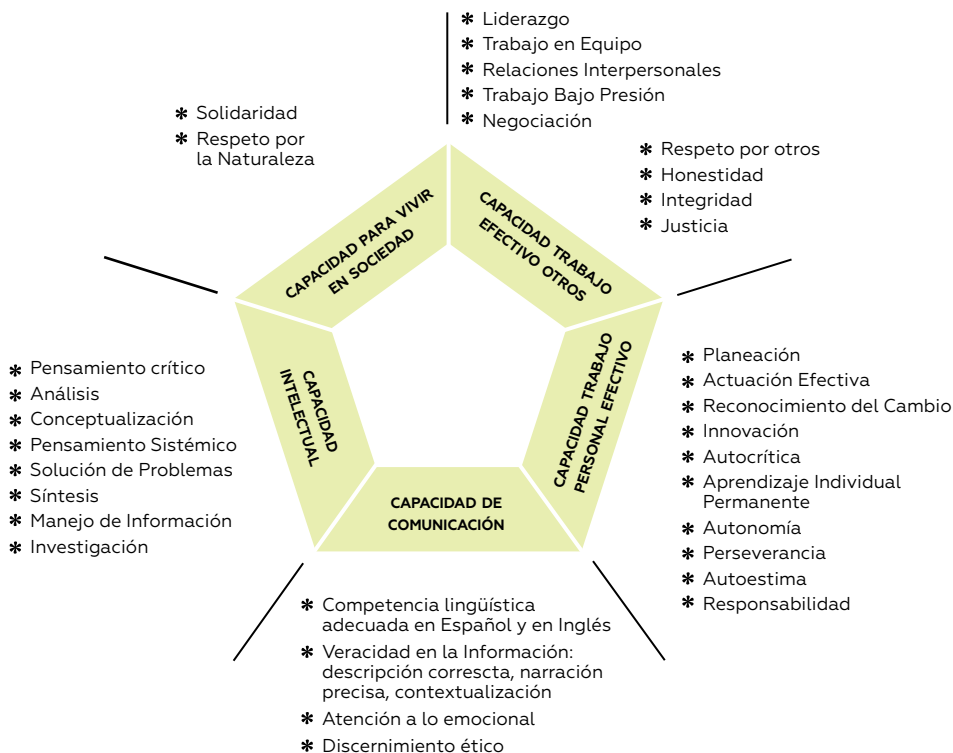 * Liderazgo
* Trabajo en Equipo
* Relaciones Interpersonales
* Trabajo Bajo Presión
* Negociación
* Solidaridad
* Respeto por
la Naturaleza
* Respeto por otros
* Honestidad
* Integridad
* Justicia
CAPACIDAD PARA VIVIR
EN SOCIEDAD
CAPACIDAD TRABAJO
EFECTIVO OTROS
* Pensamiento crítico
* Análisis
* Conceptualización
* Pensamiento Sistémico
* Solución de Problemas
* Síntesis
* Manejo de Información
* Investigación
CAPACIDAD
INTELECTUAL
CAPACIDAD TRABAJO
PERSONAL EFECTIVO
* Planeación
* Actuación Efectiva
* Reconocimiento del Cambio
* Innovación
* Autocrítica
* Aprendizaje Individual
Permanente
* Autonomía
* Perseverancia
* Autoestima
* Responsabilidad
CAPACIDAD DE
COMUNICACIÓN
* Competencia lingüística
adecuada en Español y en Inglés
* Veracidad en la Información:
descripción correscta, narración
precisa, contextualización
* Atención a lo emocional
* Discernimiento ético